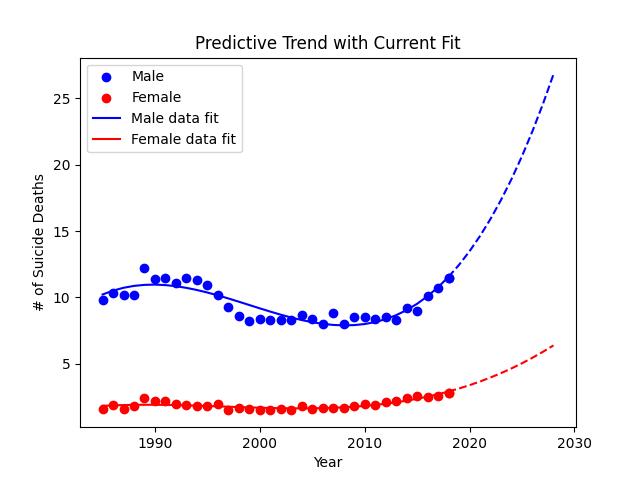 Predictive Trend with Current Fit
Male
Female
Male data fit
Female data fit
# of Suicide Deaths
25
20
15
10
5
1990 2000 2010 2020 2030
Year